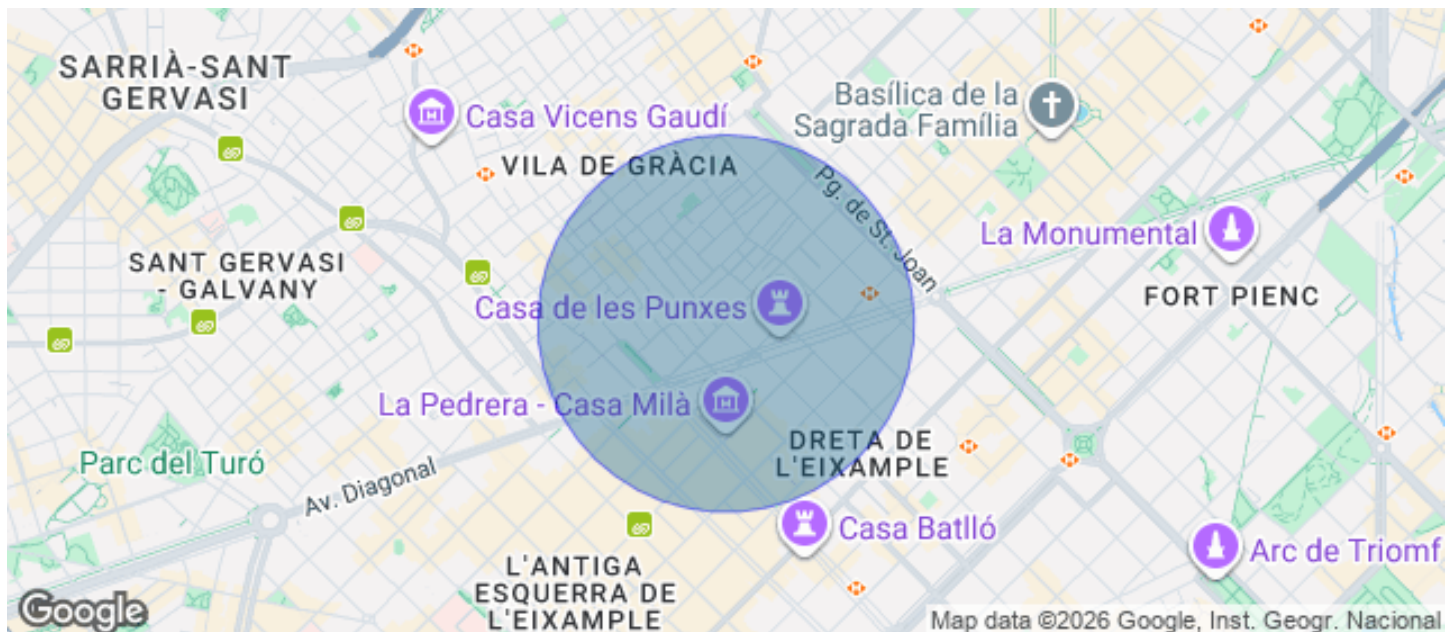 SARRIÀ-SANT
GERVASI
Casa Vicens Gaudí
Basílica de la
Sagrada Família
VILA DE GRÀCIA
Pg. de St. Joan
La Monumental
SANT GERVASI
- GALVANY
FORT PIENC
Casa de les Punxes
La Pedrera - Casa Milà
DRETA DE
L'EIXAMPLE
Parc del Turó
Av. Diagonal
Casa Batlló
Arc de Triomf
L'ANTIGA
ESQUERRA DE
L'EIXAMPLE
Google
Map data ©2026 Google, Inst. Geogr. Nacional